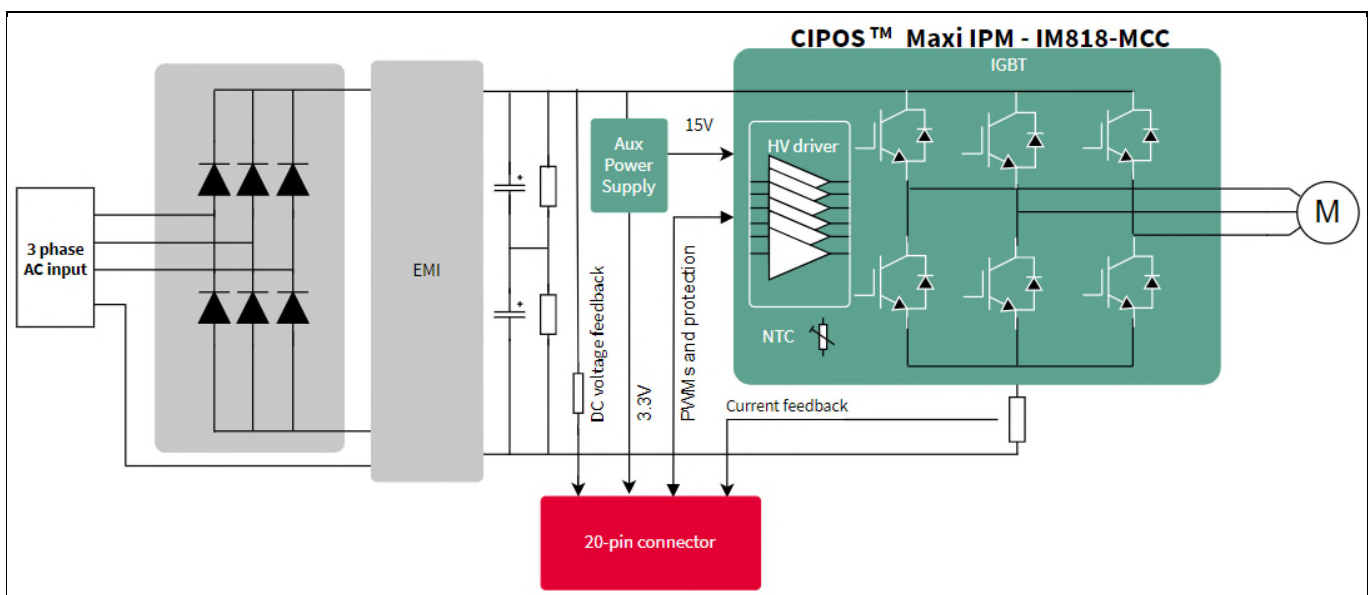 CIPOS™ Maxi IPM - IM818-MCC
IGBT
15V
HV driver
Aux
Power
Supply
M
3 phase
AC input
EMI
DC voltage feedback
3.3V
PWMs and protection
NTC
Current feedback
+
+
20-pin connector